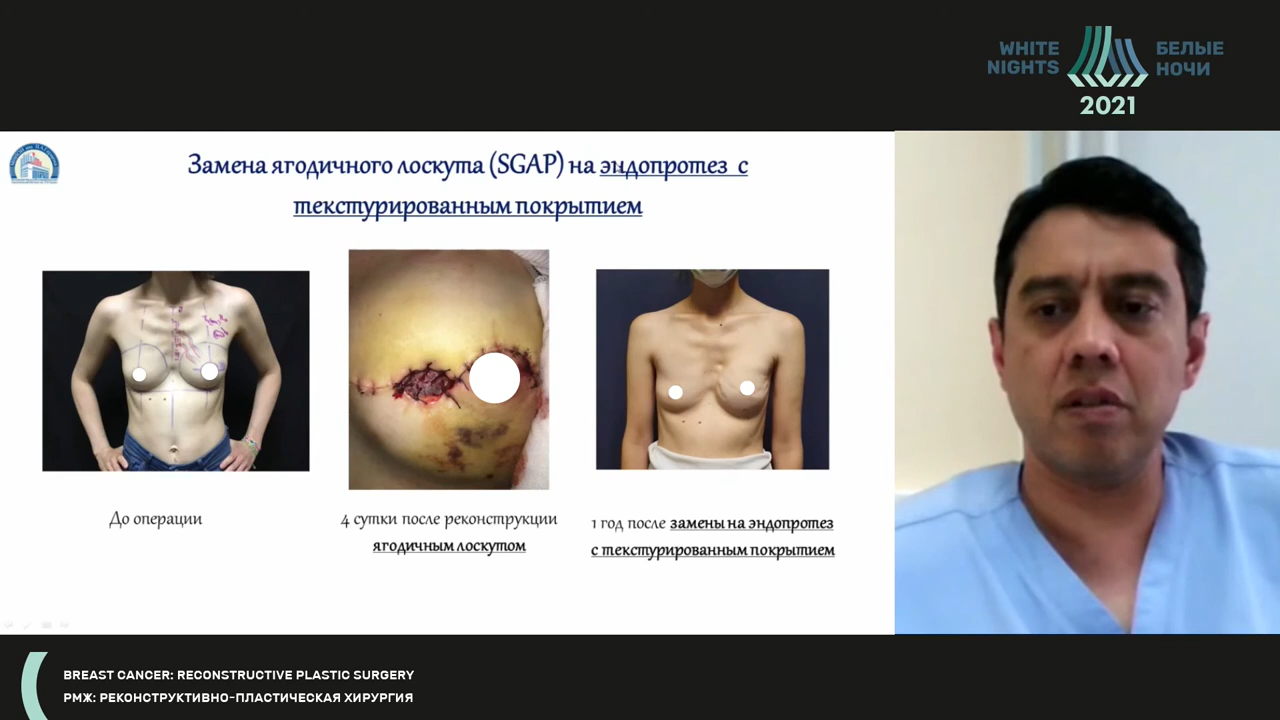 WHITE
NIGHTS
БЕЛЫЕ
НОЧИ
2021
Замена ягодичного лоскута (SGAP) на эндопротез с
текстурированным покрытием
До операции
4 сутки после реконструкции
ягодичным лоскутом
1 год после замены на эндопротез
с текстурированным покрытием
BREAST CANCER: RECONSTRUCTIVE PLASTIC SURGERY
РМЖ: РЕКОНСТРУКТИВНО-ПЛАСТИЧЕСКАЯ ХИРУРГИЯ